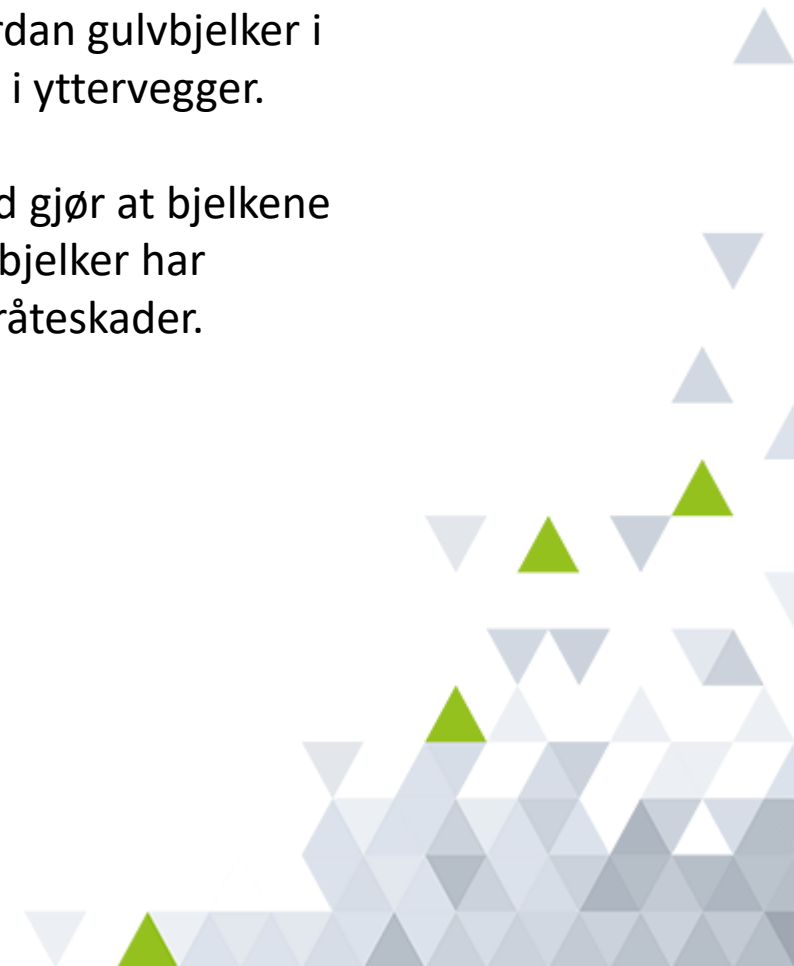 rdan gulvbjelker i
i yttervegger.
d gjør at bjelkene
bjelker har
råteskader.